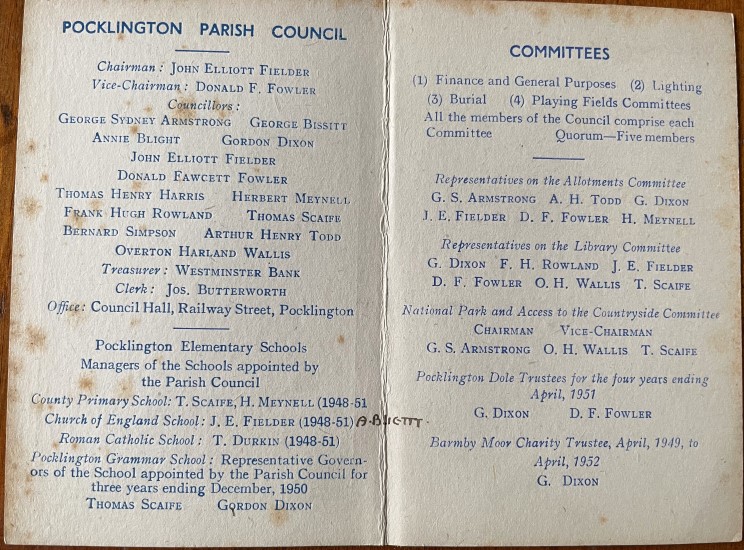 POCKLINGTON PARISH COUNCIL
Chairman: JOHN ELLIOTT FIELDER
Vice-Chairman: DONALD F. FOWLER
Councillors:
GEORGE SYDNEY ARMSTRONG GEORGE BISSITT
ANNIE BLIGHT GORDON DIXON
JOHN ELLIOTT FIELDER
DONALD FAWCETT FOWLER
THOMAS HENRY HARRIS HERBERT MEYNELL
FRANK HUGH ROWLAND THOMAS SCAIFE
BERNARD SIMPSON ARTHUR HENRY TODD
OVERTON HARLAND WALLIS
Treasurer: WESTMINSTER BANK
Clerk: JOS. BUTTERWORTH
Office: Council Hall, Railway Street, Pocklington
Pocklington Elementary Schools
Managers of the Schools appointed by
the Parish Council
County Primary School: T. SCAIFE, H. MEYNELL (1948-51
Church of England School: J. E. FIELDER (1948-51) A. BLIGHT.
Roman Catholic School: T. DURKIN (1948-51)
Pocklington Grammar School: Representative Govern-
ors of the School appointed by the Parish Council for
three years ending December, 1950
THOMAS SCAIFE GORDON DIXON
COMMITTEES
(1) Finance and General Purposes (2) Lighting
(3) Burial (4) Playing Fields Committees
All the members of the Council comprise each
Committee Quorum—Five members
Representatives on the Allotments Committee
G. S. ARMSTRONG A. H. TODD G. DIXON
J. E. FIELDER D. F. FOWLER H. MEYNELL
Representatives on the Library Committee
G. DIXON F. H. ROWLAND J. E. FIELDER
D. F. FOWLER O. H. WALLIS T. SCAIFE
National Park and Access to the Countryside Committee
CHAIRMAN VICE-CHAIRMAN
G. S. ARMSTRONG O. H. WALLIS T. SCAIFE
Pocklington Dole Trustees for the four years ending
April, 1951
G. DIXON D. F. FOWLER
Barmby Moor Charity Trustee, April, 1949, to
April, 1952
G. DIXON